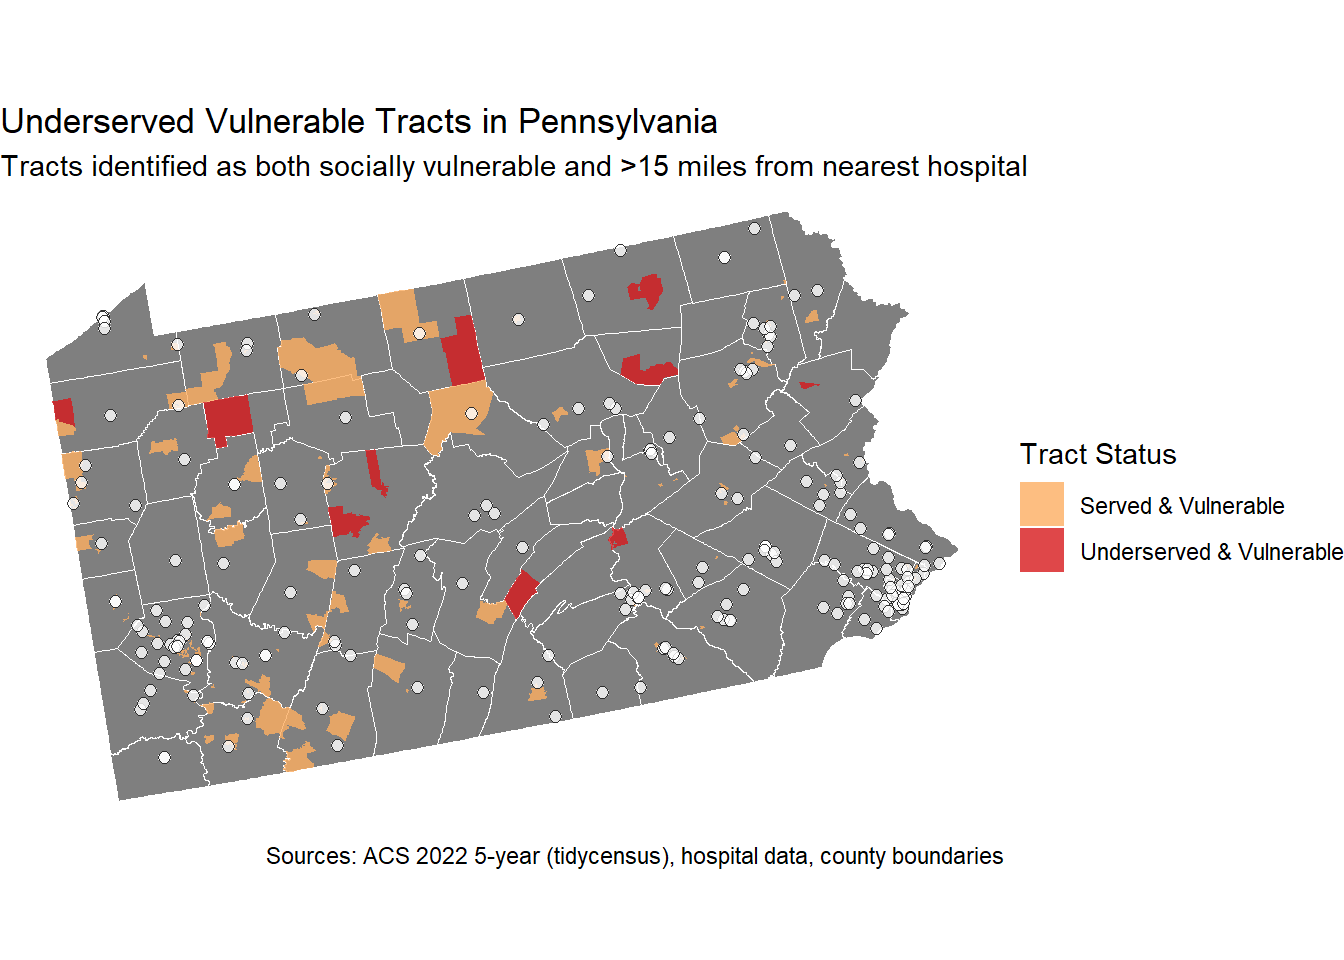 Underserved Vulnerable Tracts in Pennsylvania
Tracts identified as both socially vulnerable and >15 miles from nearest hospital
Tract Status
Served & Vulnerable
Underserved & Vulnerable
Sources: ACS 2022 5-year (tidycensus), hospital data, county boundaries